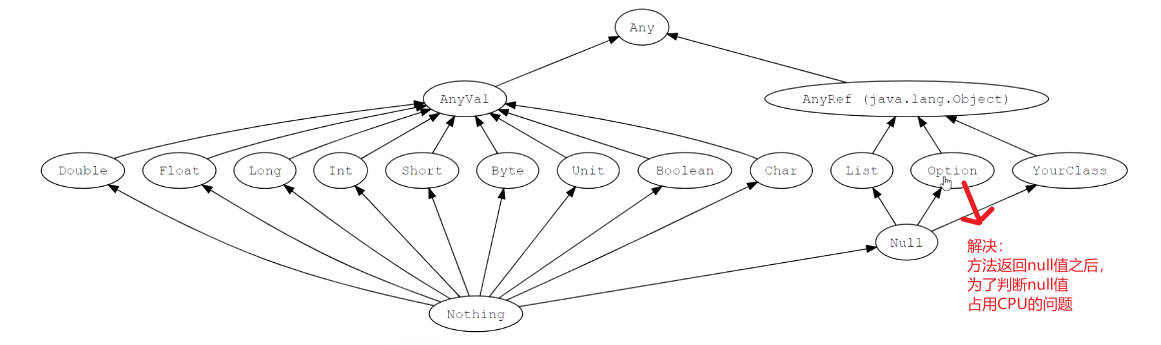 Any
AnyVal
AnyRef (java.lang.Object)
Double
Float
Long
Int
Short
Byte
Unit
Boolean
Char
List
Option
YourClass
Null
Nothing
解决：
方法返回null值之后，
为了判断null值
占用CPU的问题